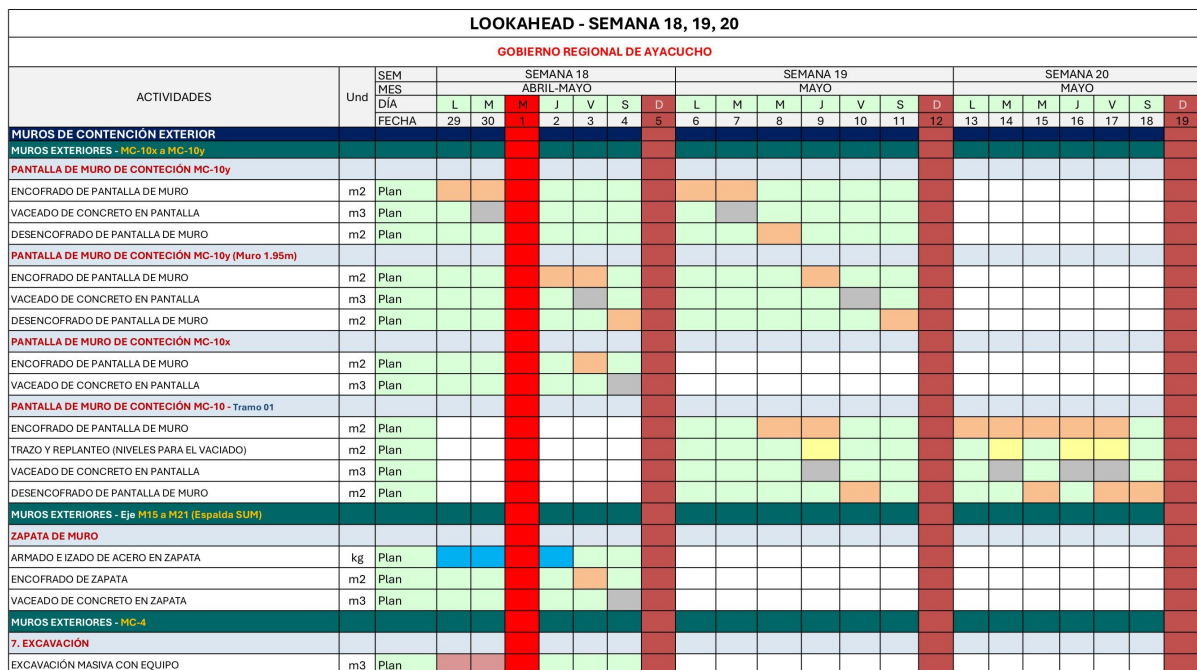 LOOKAHEAD - SEMANA 18, 19, 20
GOBIERNO REGIONAL DE AYACUCHO
ACTIVIDADES Und SEM SEMANA 18 SEMANA 19 SEMANA 20
MES ABRIL-MAYO MAYO MAYO
DÍA L M M J V S D L M M J V S D L M M J V S D
FECHA 29 30 1 2 3 4 5 6 7 8 9 10 11 12 13 14 15 16 17 18 19
MUROS DE CONTENCIÓN EXTERIOR
MUROS EXTERIORES - MC-10x a MC-10y
PANTALLA DE MURO DE CONTECIÓN MC-10y
ENCOFRADO DE PANTALLA DE MURO m2 Plan
VACEADO DE CONCRETO EN PANTALLA m3 Plan
DESENCOFRADO DE PANTALLA DE MURO m2 Plan
PANTALLA DE MURO DE CONTECIÓN MC-10y (Muro 1.95m)
ENCOFRADO DE PANTALLA DE MURO m2 Plan
VACEADO DE CONCRETO EN PANTALLA m3 Plan
DESENCOFRADO DE PANTALLA DE MURO m2 Plan
PANTALLA DE MURO DE CONTECIÓN MC-10x
ENCOFRADO DE PANTALLA DE MURO m2 Plan
VACEADO DE CONCRETO EN PANTALLA m3 Plan
PANTALLA DE MURO DE CONTECIÓN MC-10 - Tramo 01
ENCOFRADO DE PANTALLA DE MURO m2 Plan
TRAZO Y REPLANTEO (NIVELES PARA EL VACIADO) m2 Plan
VACEADO DE CONCRETO EN PANTALLA m3 Plan
DESENCOFRADO DE PANTALLA DE MURO m2 Plan
MUROS EXTERIORES - Eje M15 a M21 (Espalda SUM)
ZAPATA DE MURO
ARMADO E IZADO DE ACERO EN ZAPATA kg Plan
ENCOFRADO DE ZAPATA m2 Plan
VACEADO DE CONCRETO EN ZAPATA m3 Plan
MUROS EXTERIORES - MC-4
7. EXCAVACIÓN
EXCAVACIÓN MASIVA CON EQUIPO m3 Plan